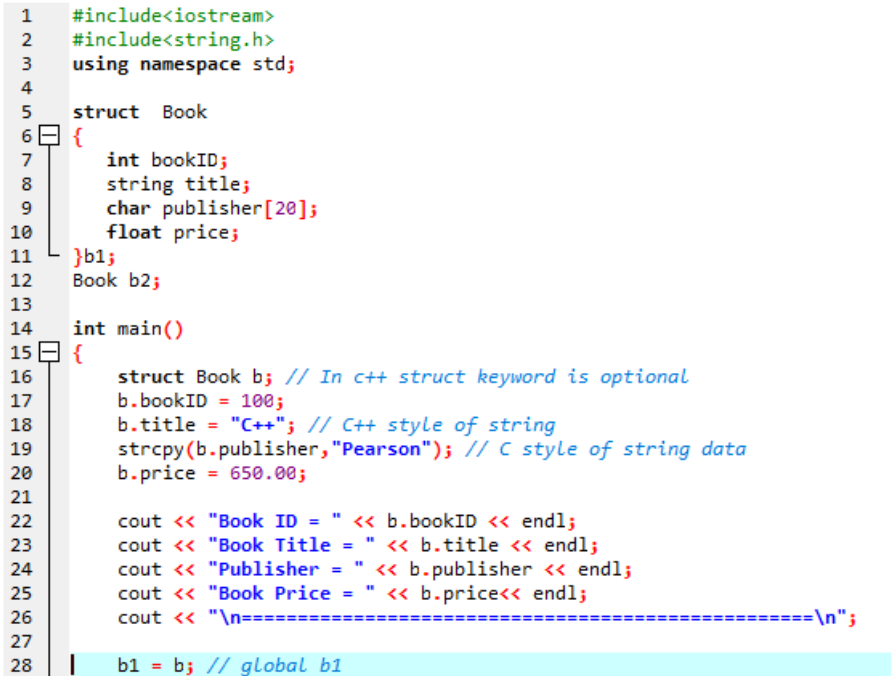 1 #include<iostream>
2 #include<string.h>
3 using namespace std;
4
5 struct  Book
6 {
7 int bookID;
8 string title;
9 char publisher[20];
10 float price;
11 }b1;
12 Book b2;
13
14 int main()
15 {
16 struct Book b; // In c++ struct keyword is optional
17 b.bookID = 100;
18 b.title = "C++"; // C++ style of string
19 strcpy(b.publisher,"Pearson"); // C style of string data
20 b.price = 650.00;
21
22 cout << "Book ID = " << b.bookID << endl;
23 cout << "Book Title = " << b.title << endl;
24 cout << "Publisher = " << b.publisher << endl;
25 cout << "Book Price = " << b.price<< endl;
26 cout << "\n===================================================\n";
27
28 b1 = b; // global b1